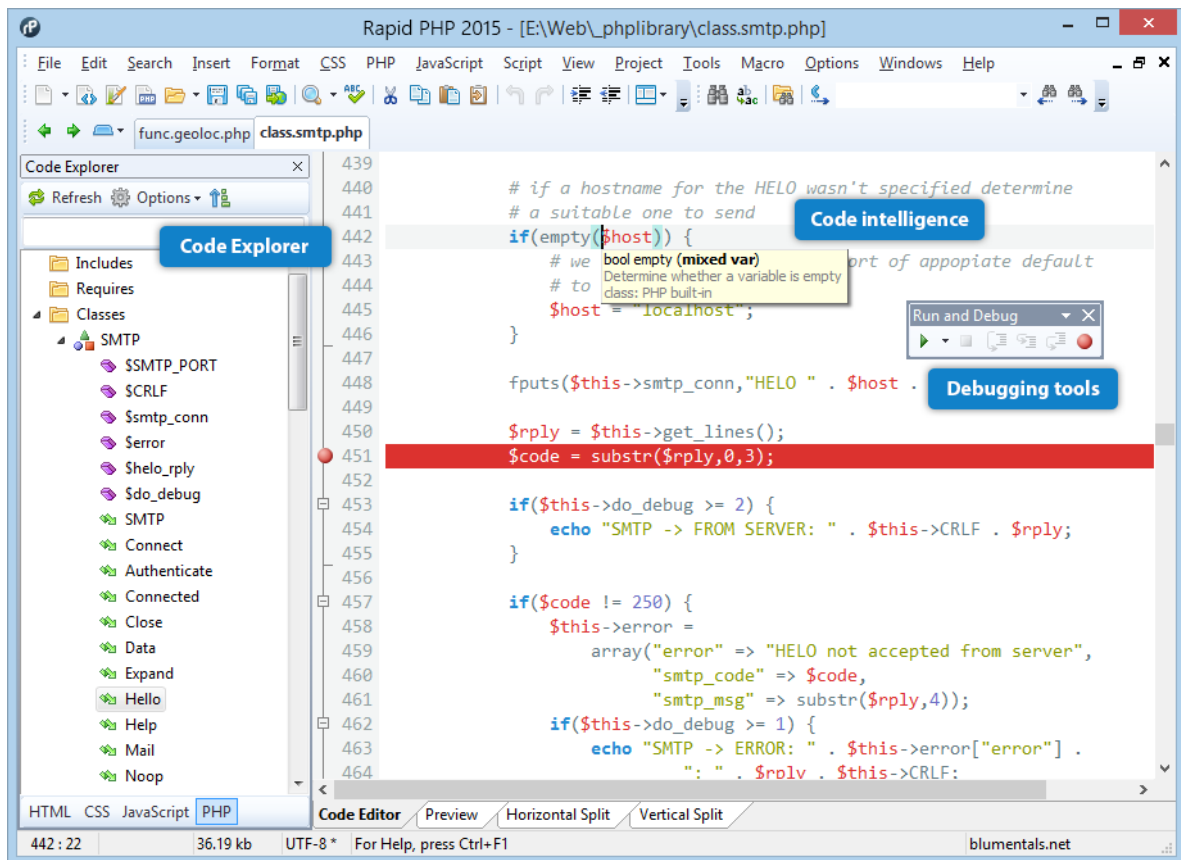 Rapid PHP 2015 - [E:\Web\_phplibrary\class.smtp.php]
File Edit Search Insert Format CSS PHP JavaScript Script View Project Tools Macro Options Windows Help
func.geoloc.php class.smtp.php
Code Explorer
Refresh Options
Code Explorer
Includes
Requires
Classes
SMTP
$SMTP_PORT
$CRLF
$smtp_conn
$error
$helo_rply
$do_debug
SMTP
Connect
Authenticate
Connected
Close
Data
Expand
Hello
Help
Mail
Noop
HTML CSS JavaScript PHP
439
440 # if a hostname for the HELO wasn't specified determine
441 # a suitable one to send
Code intelligence
442 if(empty($host)) {
443 # we ort of appopiate default
bool empty (mixed var)
Determine whether a variable is empty
class: PHP built-in
444 # to
445 $host = "localhost";
446 }
Run and Debug
447
448 fputs($this->smtp_conn,"HELO " . $host .
Debugging tools
449
450 $rply = $this->get_lines();
451 $code = substr($rply,0,3);
452
453 if($this->do_debug >= 2) {
454 echo "SMTP -> FROM SERVER: " . $this->CRLF . $rply;
455 }
456
457 if($code != 250) {
458 $this->error =
459 array("error" => "HELO not accepted from server",
460 "smtp_code" => $code,
461 "smtp_msg" => substr($rply,4));
462 if($this->do_debug >= 1) {
463 echo "SMTP -> ERROR: " . $this->error["error"] .
464 ": " . $rply . $this->CRLF;
Code Editor Preview Horizontal Split Vertical Split
442 : 22 36.19 kb UTF-8 * For Help, press Ctrl+F1 blumentals.net